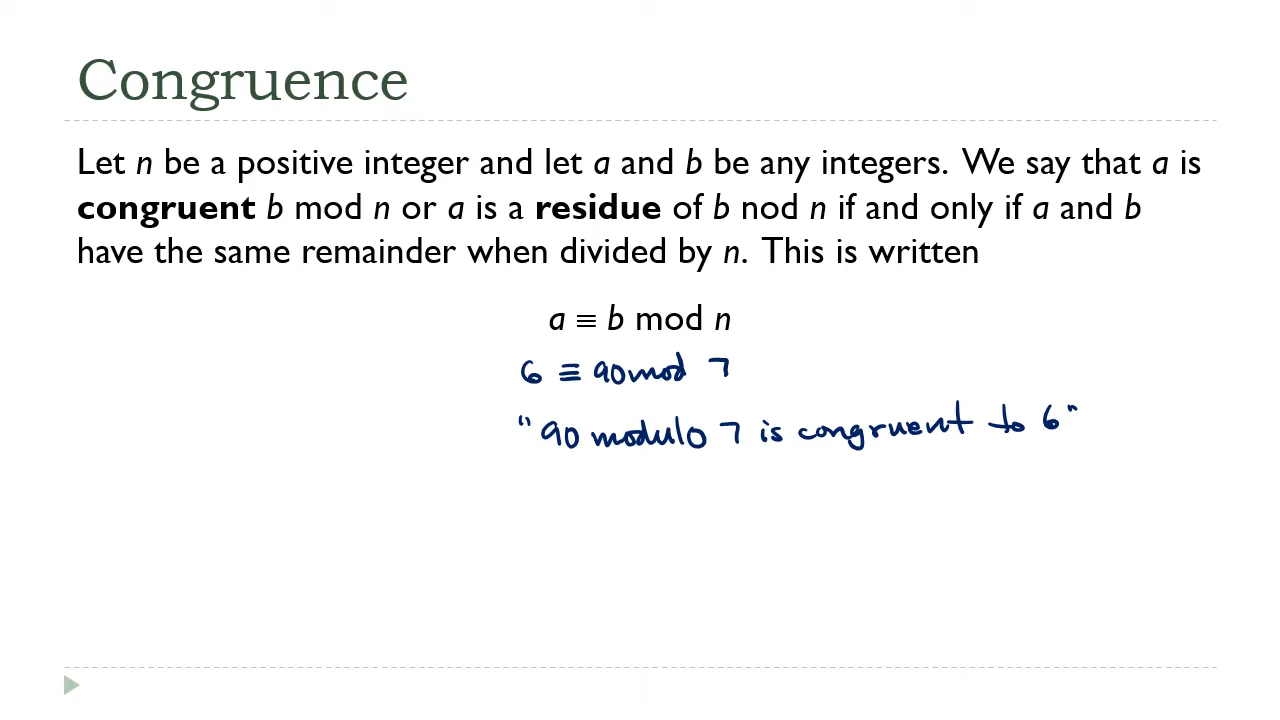 Congruence
Let n be a positive integer and let a and b be any integers. We say that a is
congruent b mod n or a is a residue of b nod n if and only if a and b
have the same remainder when divided by n. This is written
a ≡ b mod n
6 ≡ 90 mod 7
"90 modulo 7 is congruent to 6"